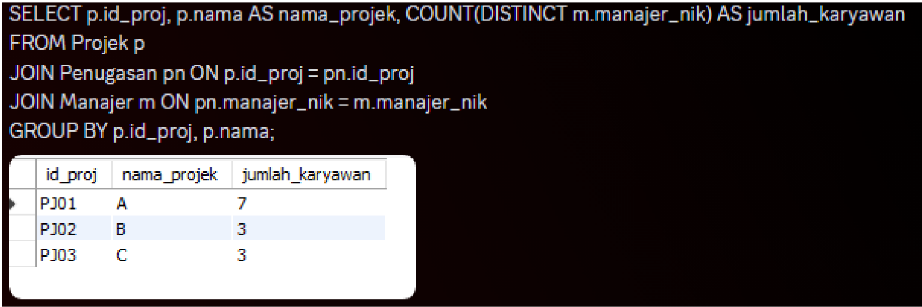 SELECT p.id_proj, p.nama AS nama_projek, COUNT(DISTINCT m.manajer_nik) AS jumlah_karyawan
FROM Projek p
JOIN Penugasan pn ON p.id_proj = pn.id_proj
JOIN Manajer m ON pn.manajer_nik = m.manajer_nik
GROUP BY p.id_proj, p.nama;
id_proj nama_projek jumlah_karyawan
PJ01 A 7
PJ02 B 3
PJ03 C 3